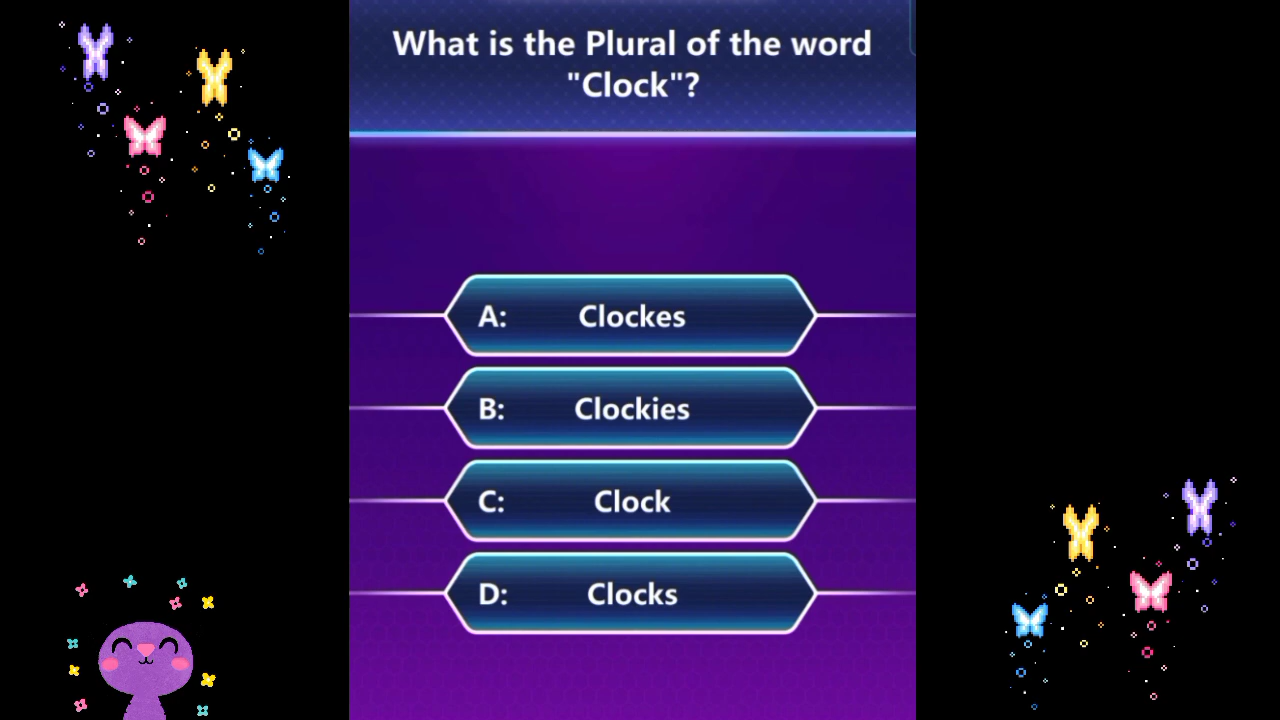 What is the Plural of the word
"Clock"?
A: Clockes
B: Clockies
C: Clock
D: Clocks